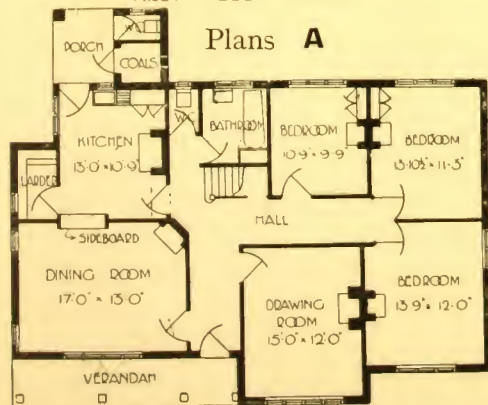 Plans A
W.C.
PORCH
COALS
KITCHEN
13'·0" × 10'·9"
W.C.
BATHROOM
BEDROOM
10'·9" × 9'·9"
BEDROOM
13'·10½" × 11'·3"
LARDER
SIDEBOARD
HALL
DINING ROOM
17'·0" × 13'·0"
DRAWING
ROOM
15'·0" × 12'·0"
BEDROOM
13'·9" × 12'·0"
VERANDAH